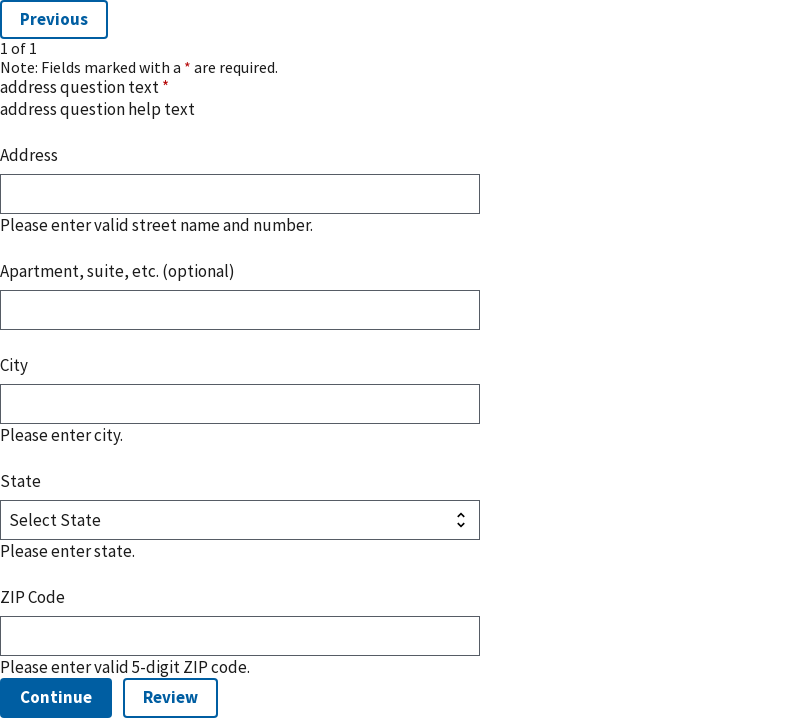 Previous
1 of 1
Note: Fields marked with a * are required.
address question text *
address question help text
Address
Please enter valid street name and number.
Apartment, suite, etc. (optional)
City
Please enter city.
State
Select State
Please enter state.
ZIP Code
Please enter valid 5-digit ZIP code.
Continue Review